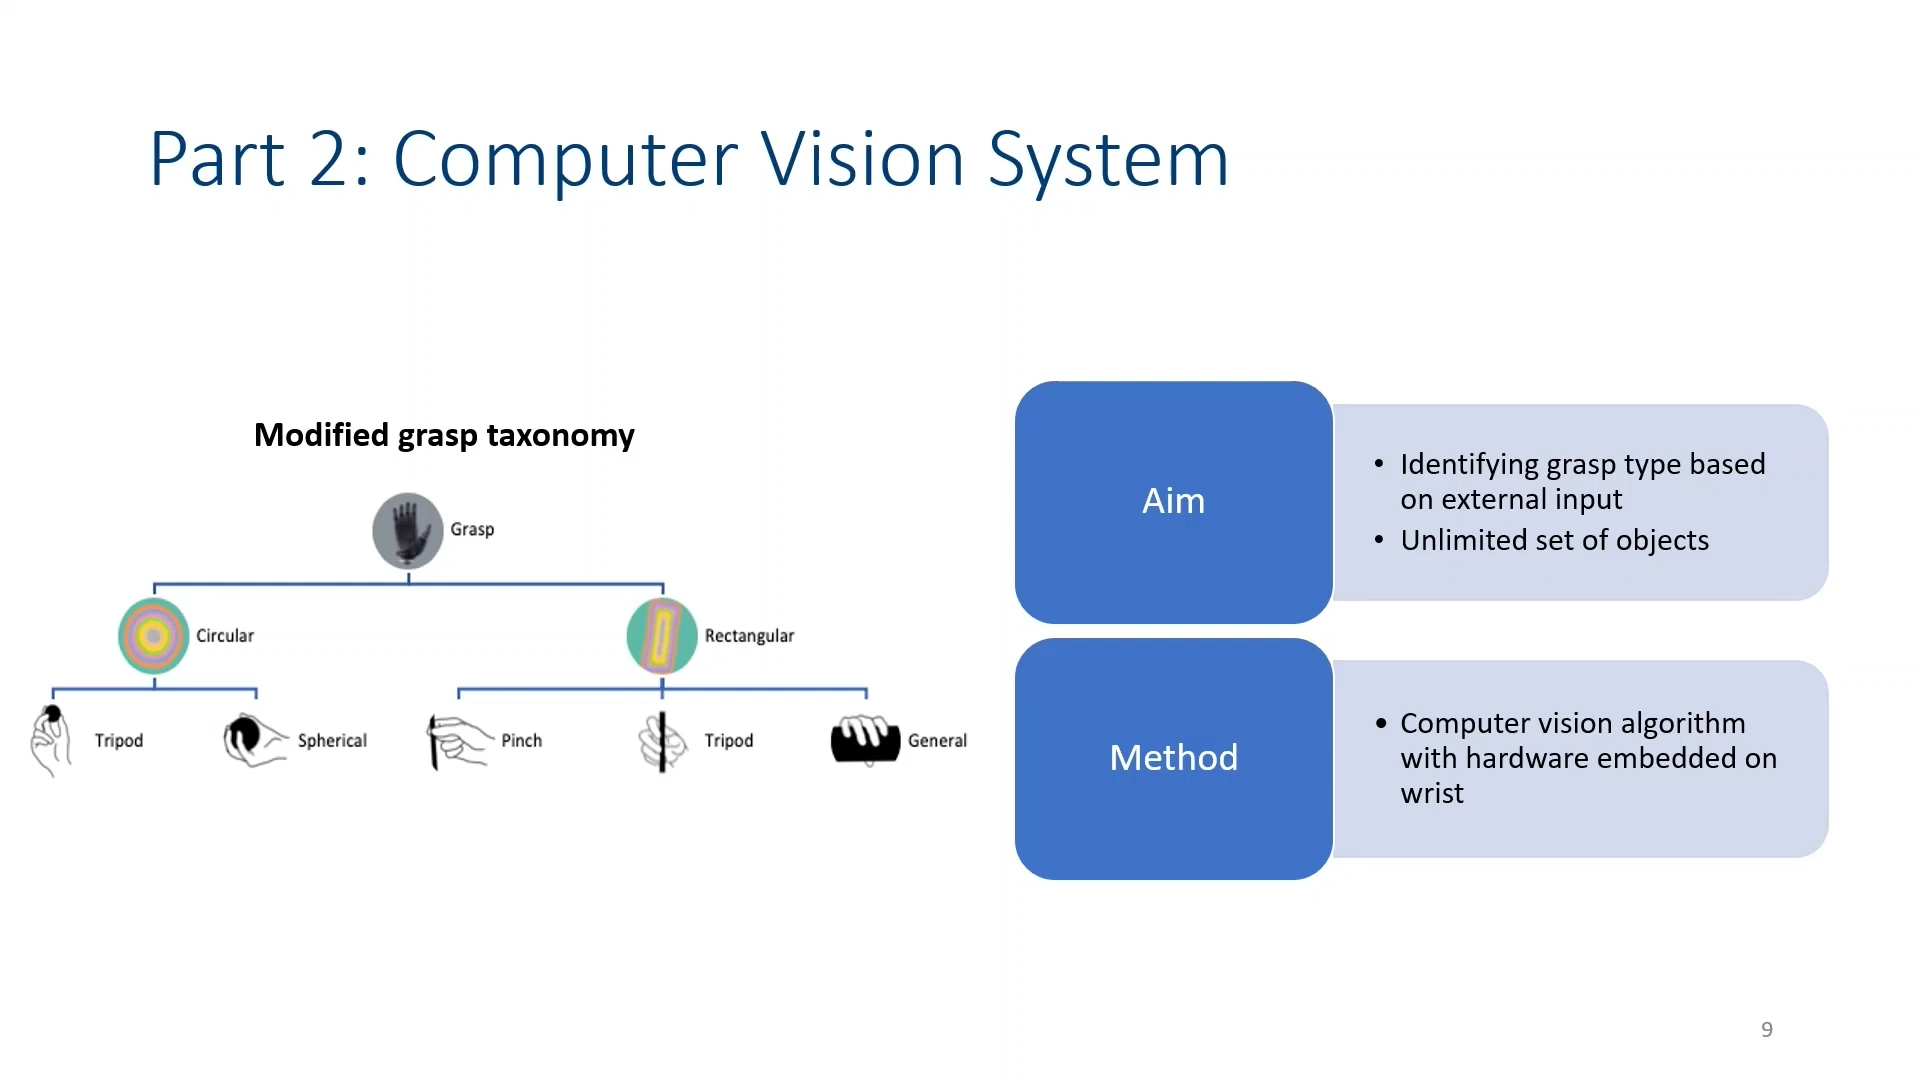 Part 2: Computer Vision System
Modified grasp taxonomy
Grasp
Circular
Rectangular
Tripod
Spherical
Pinch
Tripod
General
Aim
• Identifying grasp type based
on external input
• Unlimited set of objects
Method
• Computer vision algorithm
with hardware embedded on
wrist
9